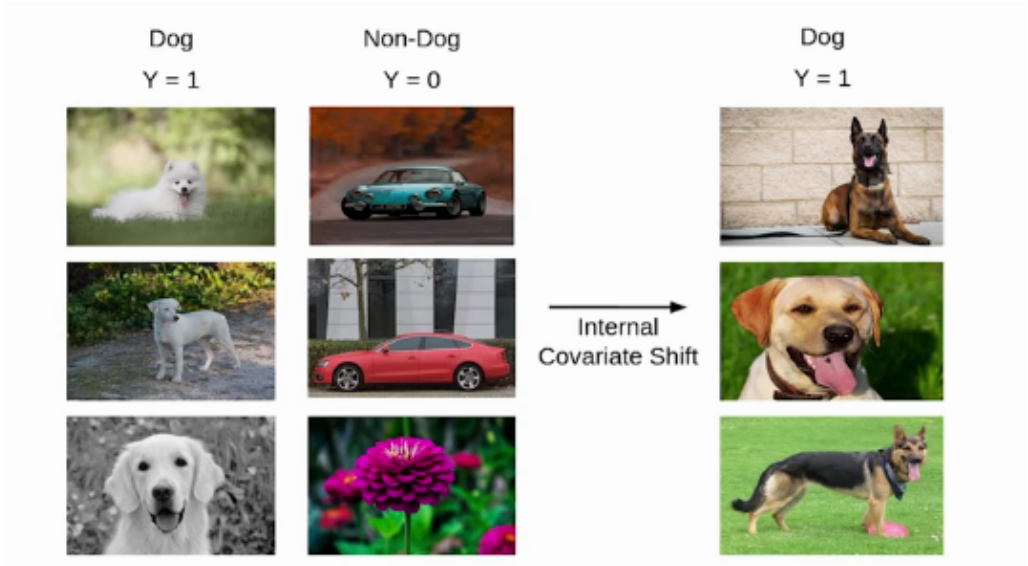 Dog
Y = 1
Non-Dog
Y = 0
Internal
Covariate Shift
Dog
Y = 1